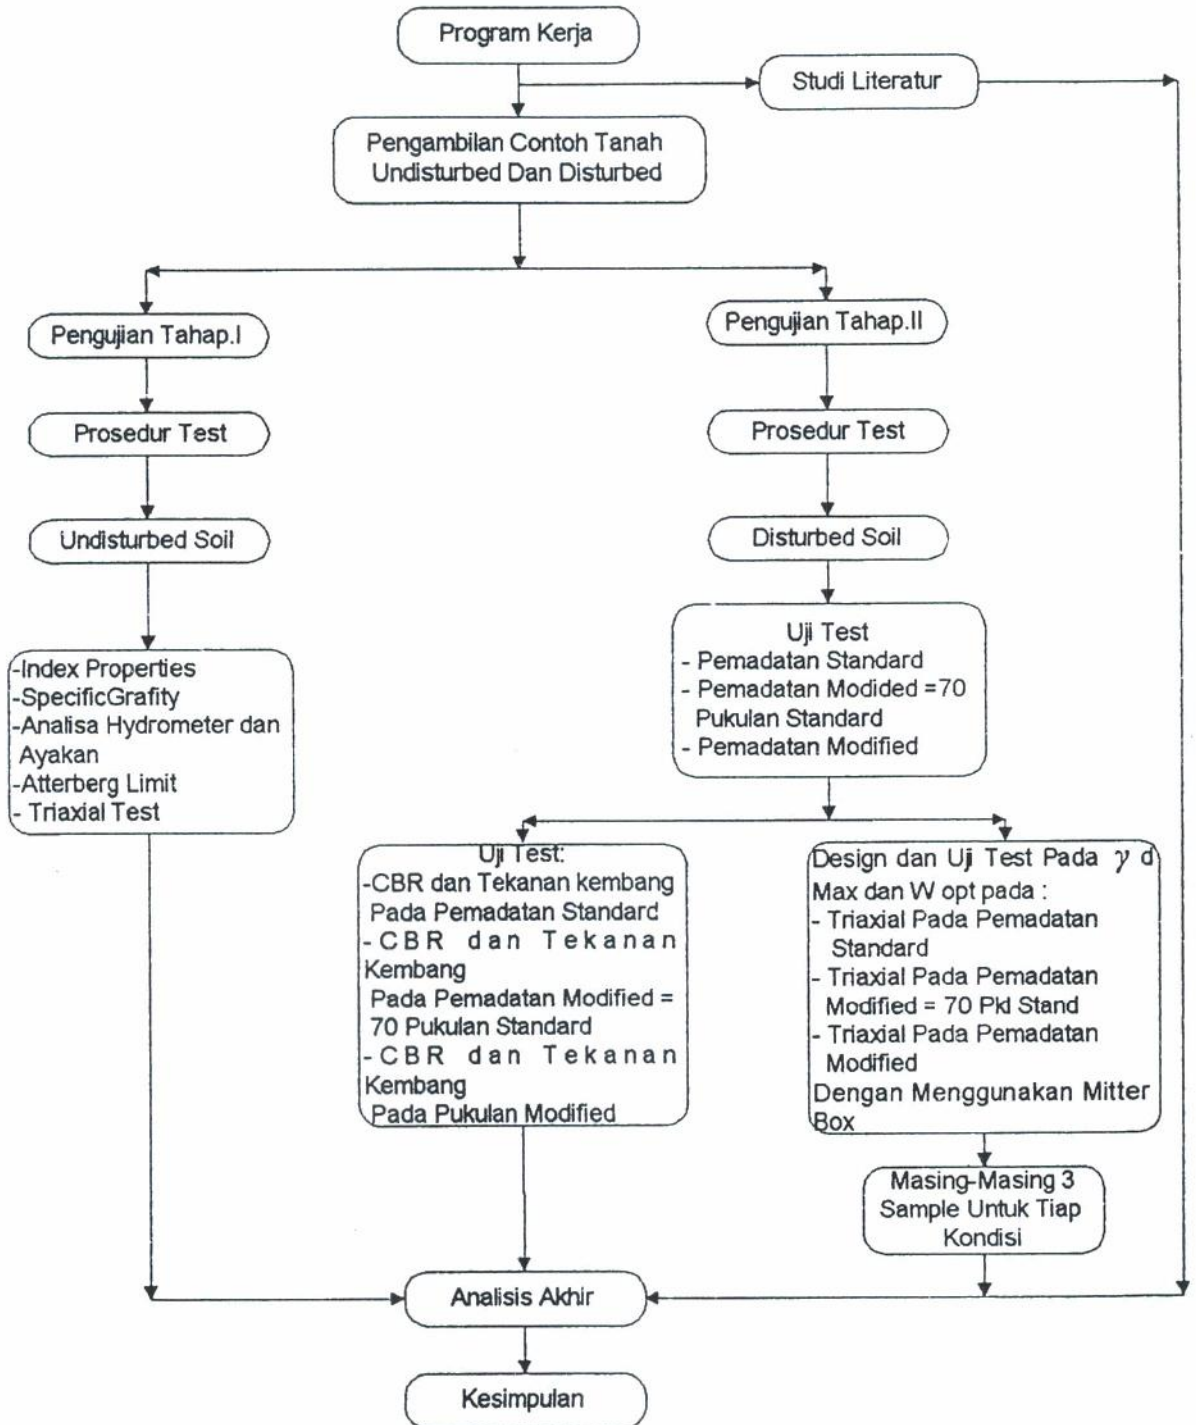 Program Kerja
Studi Literatur
Pengambilan Contoh Tanah
Undisturbed Dan Disturbed
Pengujian Tahap.I
Pengujian Tahap.II
Prosedur Test
Prosedur Test
Undisturbed Soil
Disturbed Soil
-Index Properties
-SpecificGrafity
-Analisa Hydrometer dan
Ayakan
-Atterberg Limit
- Triaxial Test
Uji Test
- Pemadatan Standard
- Pemadatan Modided =70
Pukulan Standard
- Pemadatan Modified
Uji Test:
-CBR dan Tekanan kembang
Pada Pemadatan Standard
- CBR dan Tekanan
Kembang
Pada Pemadatan Modified =
70 Pukulan Standard
- CBR dan Tekanan
Kembang
Pada Pukulan Modified
Design dan Uji Test Pada γ d
Max dan W opt pada :
- Triaxial Pada Pemadatan
Standard
- Triaxial Pada Pemadatan
Modified = 70 Pkl Stand
- Triaxial Pada Pemadatan
Modified
Dengan Menggunakan Mitter
Box
Masing-Masing 3
Sample Untuk Tiap
Kondisi
Analisis Akhir
Kesimpulan